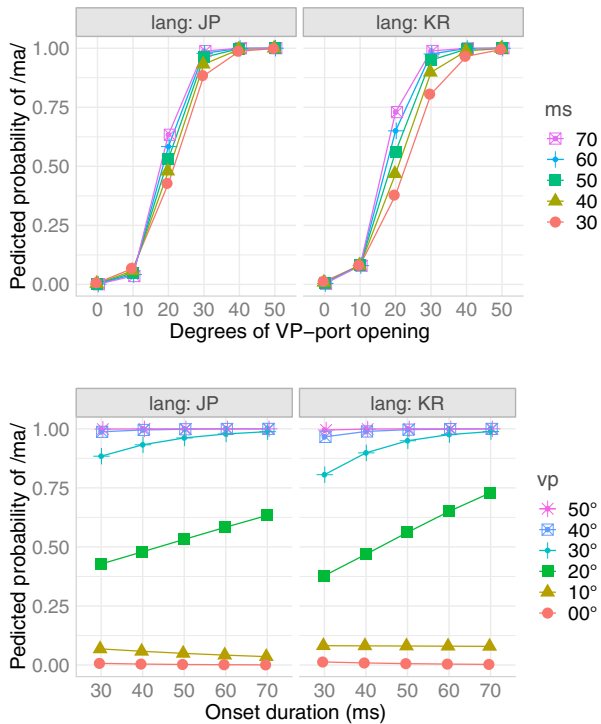 lang: JP
lang: KR
Pedicted probability of /ma/
1.00
0.75
0.50
0.25
0.00
0 10 20 30 40 50
0 10 20 30 40 50
Degrees of VP−port opening
ms
70
60
50
40
30
lang: JP
lang: KR
Pedicted probability of /ma/
1.00
0.75
0.50
0.25
0.00
30 40 50 60 70
30 40 50 60 70
Onset duration (ms)
vp
50°
40°
30°
20°
10°
00°